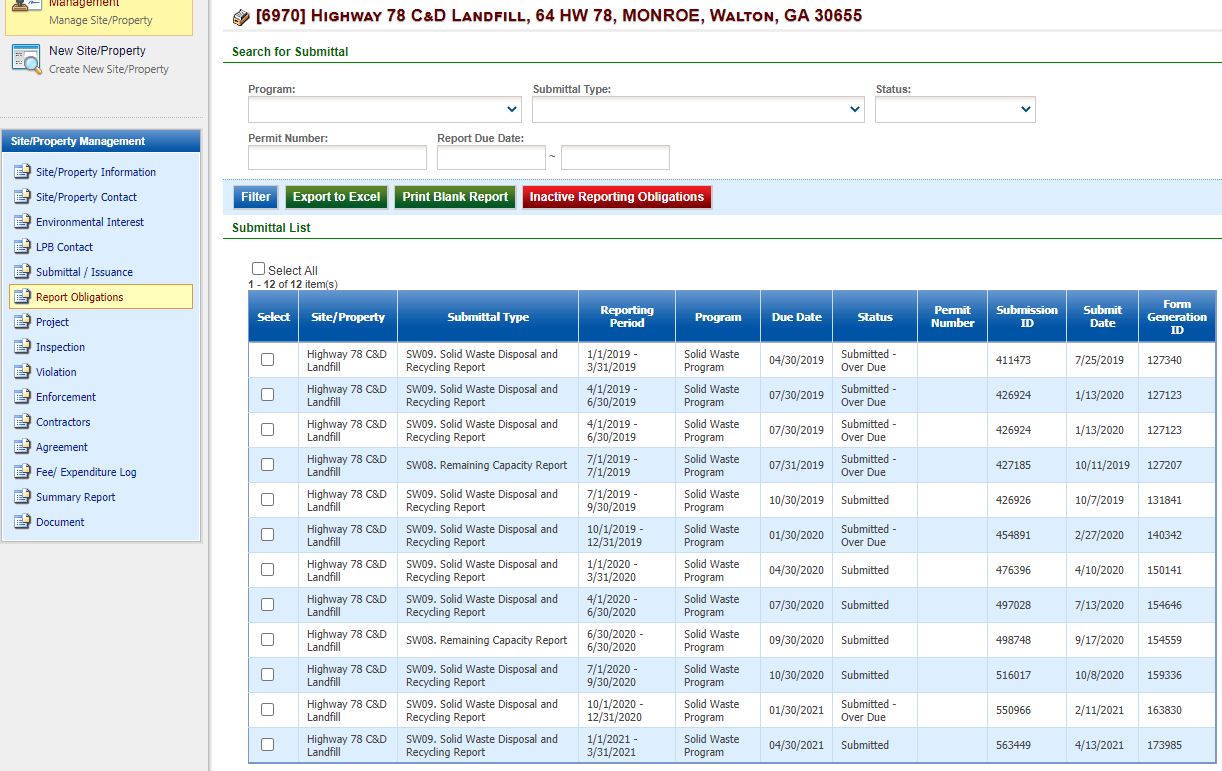 Management
Manage Site/Property
New Site/Property
Create New Site/Property
Site/Property Management
Site/Property Information
Site/Property Contact
Environmental Interest
LPB Contact
Submittal / Issuance
Report Obligations
Project
Inspection
Violation
Enforcement
Contractors
Agreement
Fee/ Expenditure Log
Summary Report
Document
[6970] Highway 78 C&D Landfill, 64 HW 78, MONROE, Walton, GA 30655
Search for Submittal
Program: Submittal Type: Status:
Permit Number: Report Due Date:
~
Filter Export to Excel Print Blank Report Inactive Reporting Obligations
Submittal List
Select All
1 - 12 of 12 item(s)
Select Site/Property Submittal Type Reporting Period Program Due Date Status Permit Number Submission ID Submit Date Form Generation ID
Highway 78 C&D Landfill SW09. Solid Waste Disposal and Recycling Report 1/1/2019 - 3/31/2019 Solid Waste Program 04/30/2019 Submitted - Over Due 411473 7/25/2019 127340
Highway 78 C&D Landfill SW09. Solid Waste Disposal and Recycling Report 4/1/2019 - 6/30/2019 Solid Waste Program 07/30/2019 Submitted - Over Due 426924 1/13/2020 127123
Highway 78 C&D Landfill SW09. Solid Waste Disposal and Recycling Report 4/1/2019 - 6/30/2019 Solid Waste Program 07/30/2019 Submitted - Over Due 426924 1/13/2020 127123
Highway 78 C&D Landfill SW08. Remaining Capacity Report 7/1/2019 - 7/1/2019 Solid Waste Program 07/31/2019 Submitted - Over Due 427185 10/11/2019 127207
Highway 78 C&D Landfill SW09. Solid Waste Disposal and Recycling Report 7/1/2019 - 9/30/2019 Solid Waste Program 10/30/2019 Submitted 426926 10/7/2019 131841
Highway 78 C&D Landfill SW09. Solid Waste Disposal and Recycling Report 10/1/2019 - 12/31/2019 Solid Waste Program 01/30/2020 Submitted - Over Due 454891 2/27/2020 140342
Highway 78 C&D Landfill SW09. Solid Waste Disposal and Recycling Report 1/1/2020 - 3/31/2020 Solid Waste Program 04/30/2020 Submitted 476396 4/10/2020 150141
Highway 78 C&D Landfill SW09. Solid Waste Disposal and Recycling Report 4/1/2020 - 6/30/2020 Solid Waste Program 07/30/2020 Submitted 497028 7/13/2020 154646
Highway 78 C&D Landfill SW08. Remaining Capacity Report 6/30/2020 - 6/30/2020 Solid Waste Program 09/30/2020 Submitted 498748 9/17/2020 154559
Highway 78 C&D Landfill SW09. Solid Waste Disposal and Recycling Report 7/1/2020 - 9/30/2020 Solid Waste Program 10/30/2020 Submitted 516017 10/8/2020 159336
Highway 78 C&D Landfill SW09. Solid Waste Disposal and Recycling Report 10/1/2020 - 12/31/2020 Solid Waste Program 01/30/2021 Submitted - Over Due 550966 2/11/2021 163830
Highway 78 C&D Landfill SW09. Solid Waste Disposal and Recycling Report 1/1/2021 - 3/31/2021 Solid Waste Program 04/30/2021 Submitted 563449 4/13/2021 173985